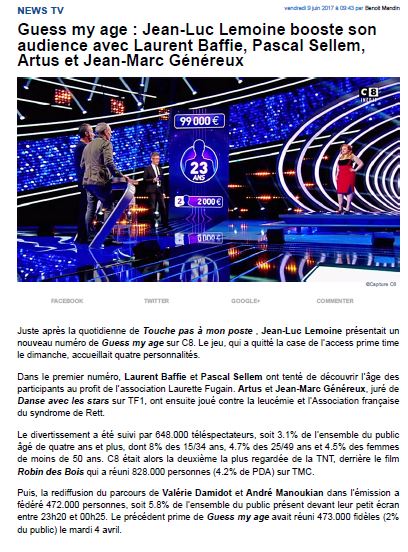 NEWS TV
vendredi 9 juin 2017 à 09:43 par Benoit Mandin
Guess my age : Jean-Luc Lemoine booste son
audience avec Laurent Baffie, Pascal Sellem,
Artus et Jean-Marc Généreux
C8
INÉDIT
99 000 €
23
ANS
2
2 000 €
©Capture C8
FACEBOOK
TWITTER
GOOGLE+
COMMENTER
Juste après la quotidienne de Touche pas à mon poste , Jean-Luc Lemoine présentait un
nouveau numéro de Guess my age sur C8. Le jeu, qui a quitté la case de l'access prime time
le dimanche, accueillait quatre personnalités.
Dans le premier numéro, Laurent Baffie et Pascal Sellem ont tenté de découvrir l'âge des
participants au profit de l'association Laurette Fugain. Artus et Jean-Marc Généreux, juré de
Danse avec les stars sur TF1, ont ensuite joué contre la leucémie et l'Association française
du syndrome de Rett.
Le divertissement a été suivi par 648.000 téléspectateurs, soit 3.1% de l'ensemble du public
âgé de quatre ans et plus, dont 8% des 15/34 ans, 4.7% des 25/49 et 4.5% des femmes
de moins de 50 ans. C8 était alors la deuxième la plus regardée de la TNT, derrière le film
Robin des Bois qui a réuni 828.000 personnes (4.2% de PDA) sur TMC.
Puis, la rediffusion du parcours de Valérie Damidot et André Manoukian dans l'émission a
fédéré 472.000 personnes, soit 5.8% de l'ensemble du public présent devant leur petit écran
entre 23h20 et 00h25. Le précédent prime de Guess my age avait réuni 473.000 fidèles (2%
du public) le mardi 4 avril.